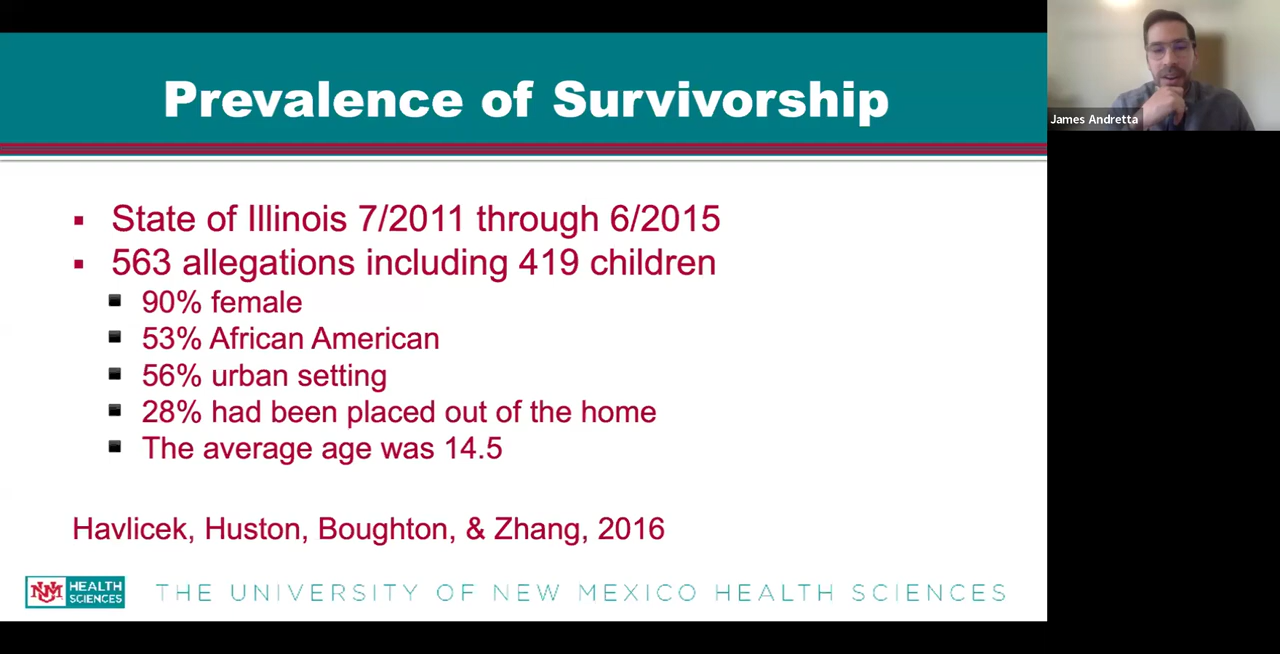 Prevalence of Survivorship
James Andretta
▪ State of Illinois 7/2011 through 6/2015
▪ 563 allegations including 419 children
▪ 90% female
▪ 53% African American
▪ 56% urban setting
▪ 28% had been placed out of the home
▪ The average age was 14.5
Havlicek, Huston, Boughton, & Zhang, 2016
UNM HEALTH
SCIENCES
THE UNIVERSITY OF NEW MEXICO HEALTH SCIENCES